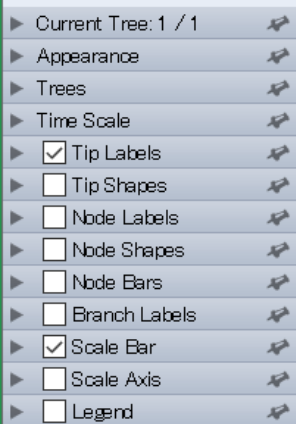 Current Tree: 1 / 1
Appearance
Trees
Time Scale
Tip Labels
Tip Shapes
Node Labels
Node Shapes
Node Bars
Branch Labels
Scale Bar
Scale Axis
Legend